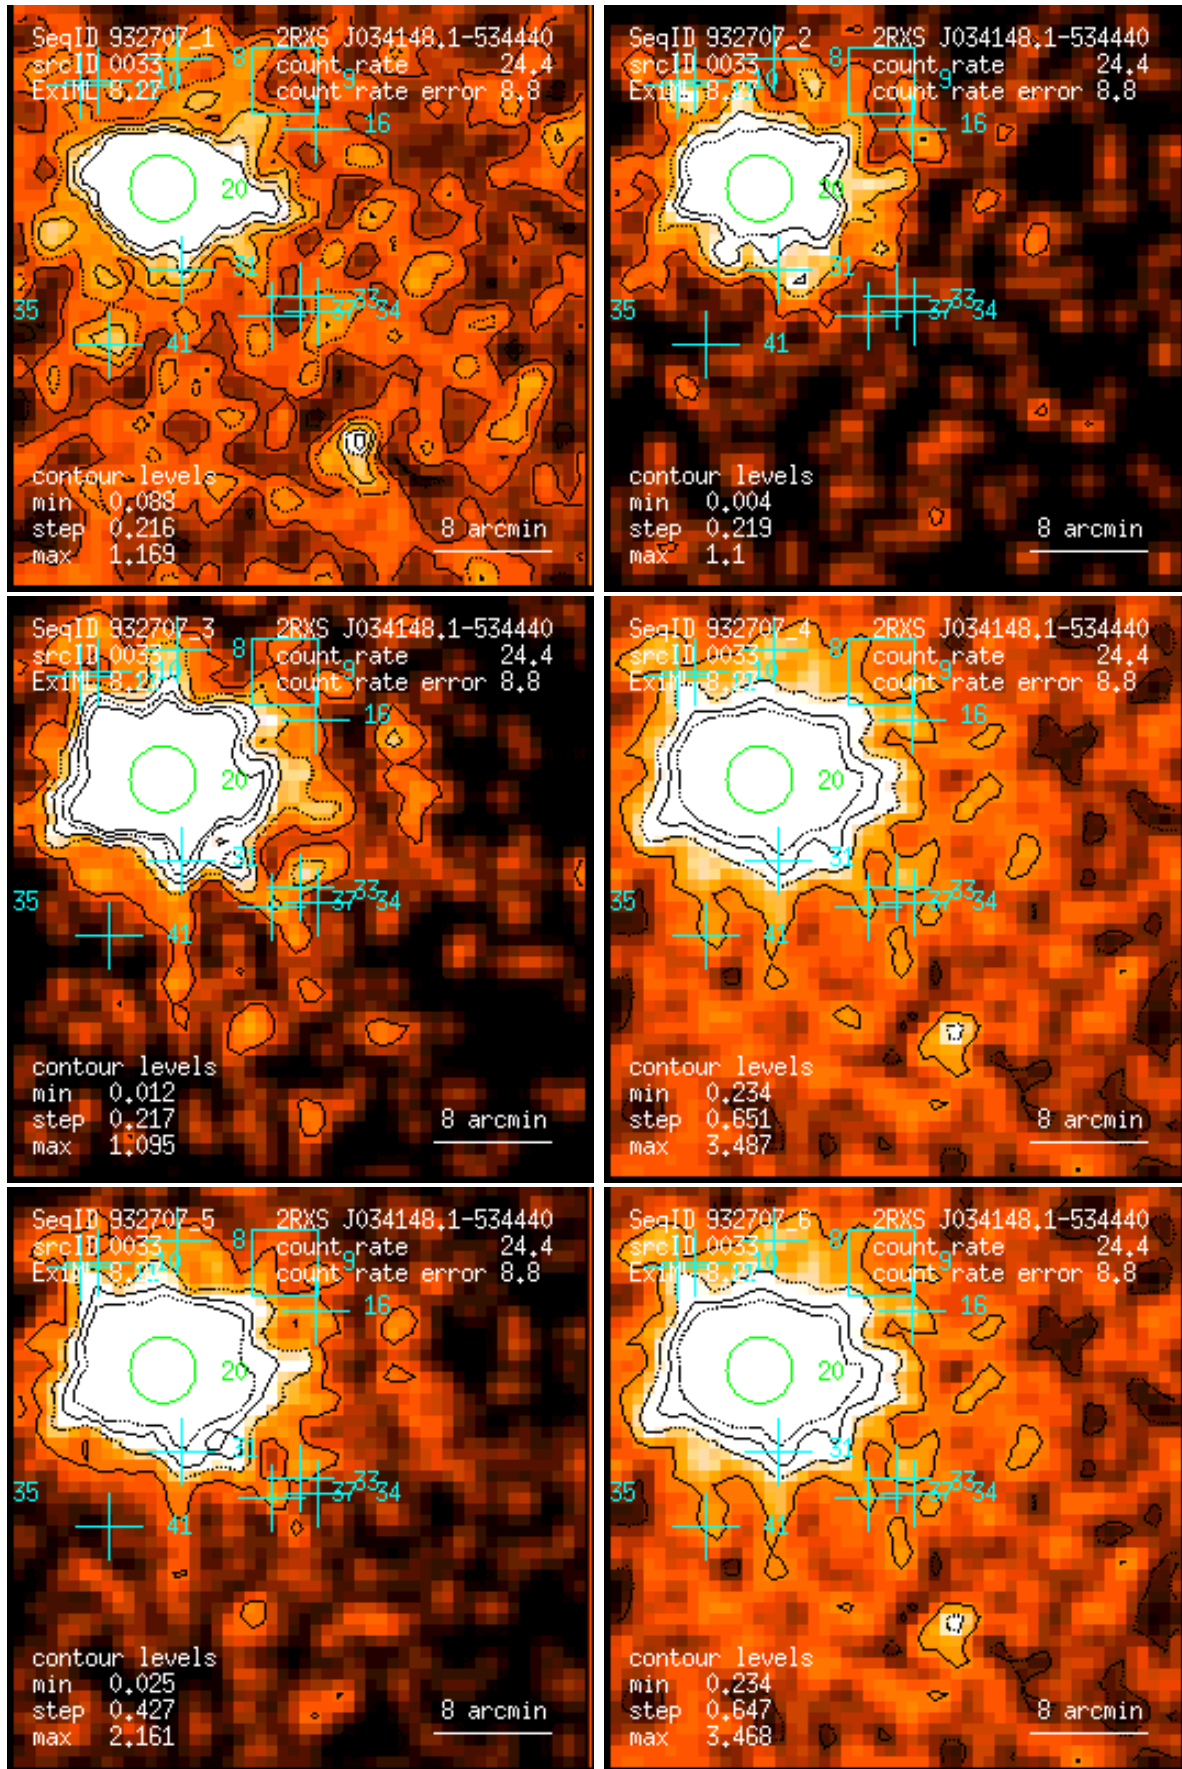 SeqID 932707_1 2RXS J034148.1-534440
srcID 0033 10 8 count rate 24.4
ExiML 8.27 9 count rate error 8.8
16
20
31
35 37 33 34
41
contour levels
min 0.088
step 0.216
max 1.169
8 arcmin
SeqID 932707_2 2RXS J034148.1-534440
srcID 0033 10 8 count rate 24.4
ExiML 9 count rate error 8.8
16
20
31
35 37 33 34
41
contour levels
min 0.004
step 0.219
max 1.1
8 arcmin
SeqID 932707_3 2RXS J034148.1-534440
srcID 0033 10 8 count rate 24.4
ExiML 8.27 9 count rate error 8.8
16
20
31
35 37 33 34
41
contour levels
min 0.012
step 0.217
max 1.095
8 arcmin
SeqID 932707_4 2RXS J034148.1-534440
srcID 0033 10 8 count rate 24.4
ExiML 9 count rate error 8.8
16
20
31
35 37 33 34
41
contour levels
min 0.234
step 0.651
max 3.487
8 arcmin
SeqID 932707_5 2RXS J034148.1-534440
srcID 0033 10 8 count rate 24.4
9 count rate error 8.8
16
20
31
35 37 33 34
41
contour levels
min 0.025
step 0.427
max 2.161
8 arcmin
SeqID 932707_6 2RXS J034148.1-534440
srcID 0033 10 8 count rate 24.4
9 count rate error 8.8
16
20
31
35 37 33 34
41
contour levels
min 0.234
step 0.647
max 3.468
8 arcmin